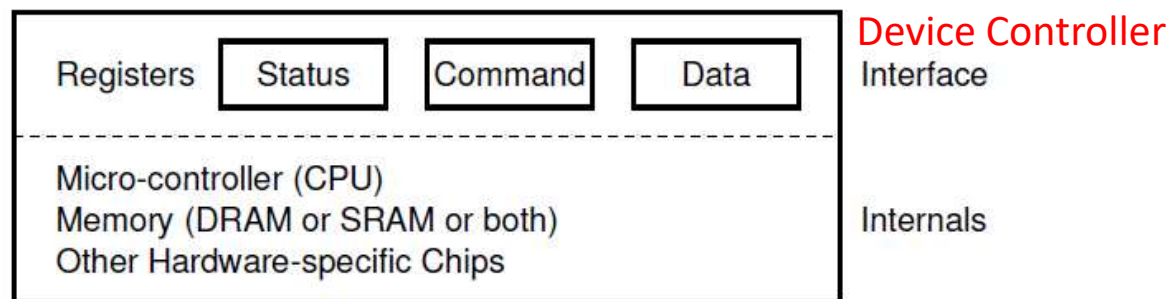 Device Controller
Registers Status Command Data Interface
Micro-controller (CPU)
Memory (DRAM or SRAM or both) Internals
Other Hardware-specific Chips